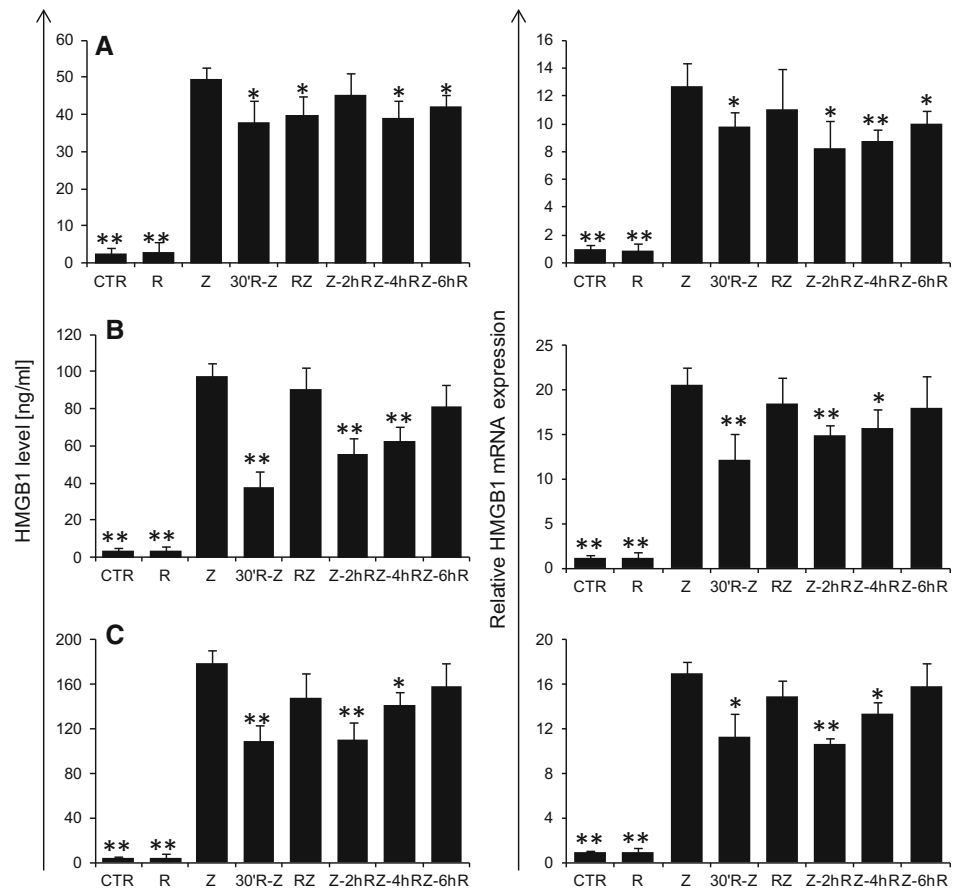 HMGB1 level [ng/ml]
Relative HMGB1 mRNA expression
A
60
50
40
30
20
10
0
** ** * * * *
CTR R Z 30'R-Z RZ Z-2hR Z-4hR Z-6hR
16
14
12
10
8
6
4
2
0
** ** * * ** *
CTR R Z 30'R-Z RZ Z-2hR Z-4hR Z-6hR
B
120
100
80
60
40
20
0
** ** ** ** **
CTR R Z 30'R-Z RZ Z-2hR Z-4hR Z-6hR
25
20
15
10
5
0
** ** ** ** *
CTR R Z 30'R-Z RZ Z-2hR Z-4hR Z-6hR
C
200
160
120
80
40
0
** ** ** ** *
CTR R Z 30'R-Z RZ Z-2hR Z-4hR Z-6hR
20
16
12
8
4
0
** ** * ** *
CTR R Z 30'R-Z RZ Z-2hR Z-4hR Z-6hR